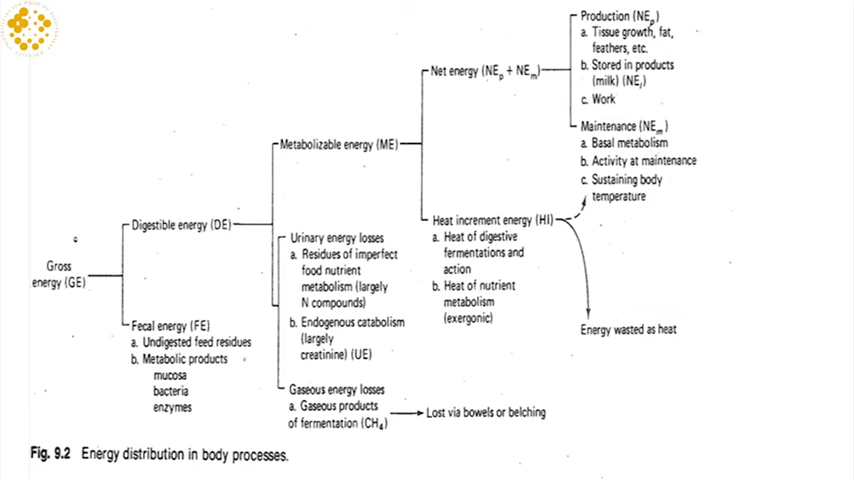 Production (NEp)
a. Tissue growth, fat,
feathers, etc.
b. Stored in products
(milk) (NEl)
c. Work
Net energy (NEp + NEm)
Maintenance (NEm)
a. Basal metabolism
b. Activity at maintenance
c. Sustaining body
temperature
Metabolizable energy (ME)
Heat increment energy (HI)
a. Heat of digestive
fermentations and
action
b. Heat of nutrient
metabolism
(exergonic)
Energy wasted as heat
Digestible energy (DE)
Urinary energy losses
a. Residues of imperfect
food nutrient
metabolism (largely
N compounds)
b. Endogenous catabolism
(largely
creatinine) (UE)
Gross
energy (GE)
Fecal energy (FE)
a. Undigested feed residues
b. Metabolic products
mucosa
bacteria
enzymes
Gaseous energy losses
a. Gaseous products
of fermentation (CH4)
Lost via bowels or belching
Fig. 9.2 Energy distribution in body processes.